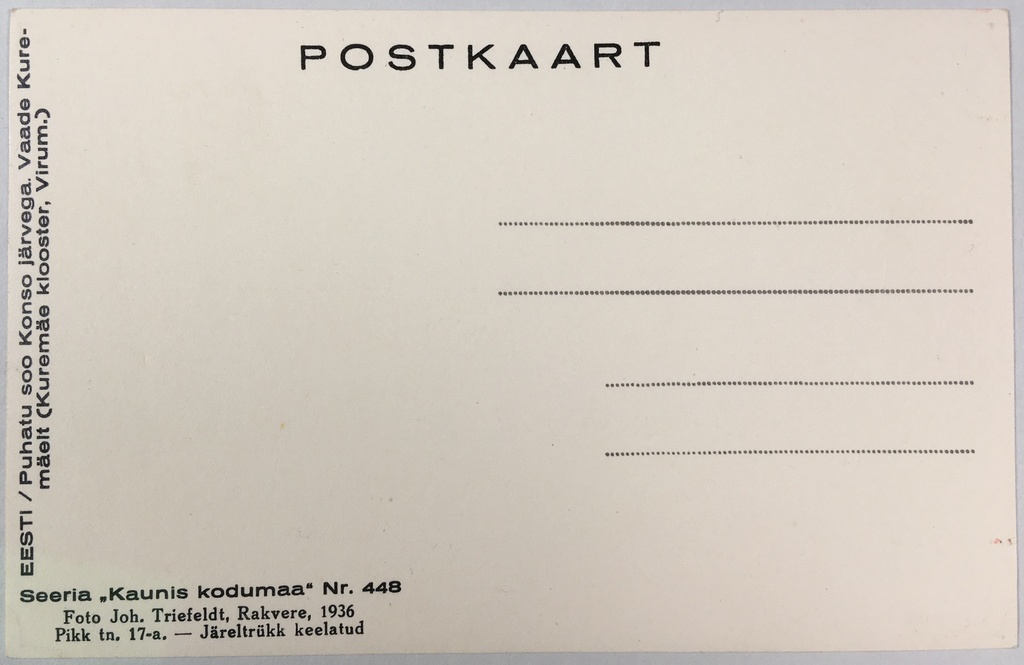 POSTKAART
EESTI / Puhatu soo Konso järvega. Vaade Kure-
mäelt (Kuremäe klooster, Virum.)
Seeria „Kaunis kodumaa“ Nr. 448
Foto Joh. Triefeldt, Rakvere, 1936
Pikk tn. 17-a. — Järeltrükk keelatud